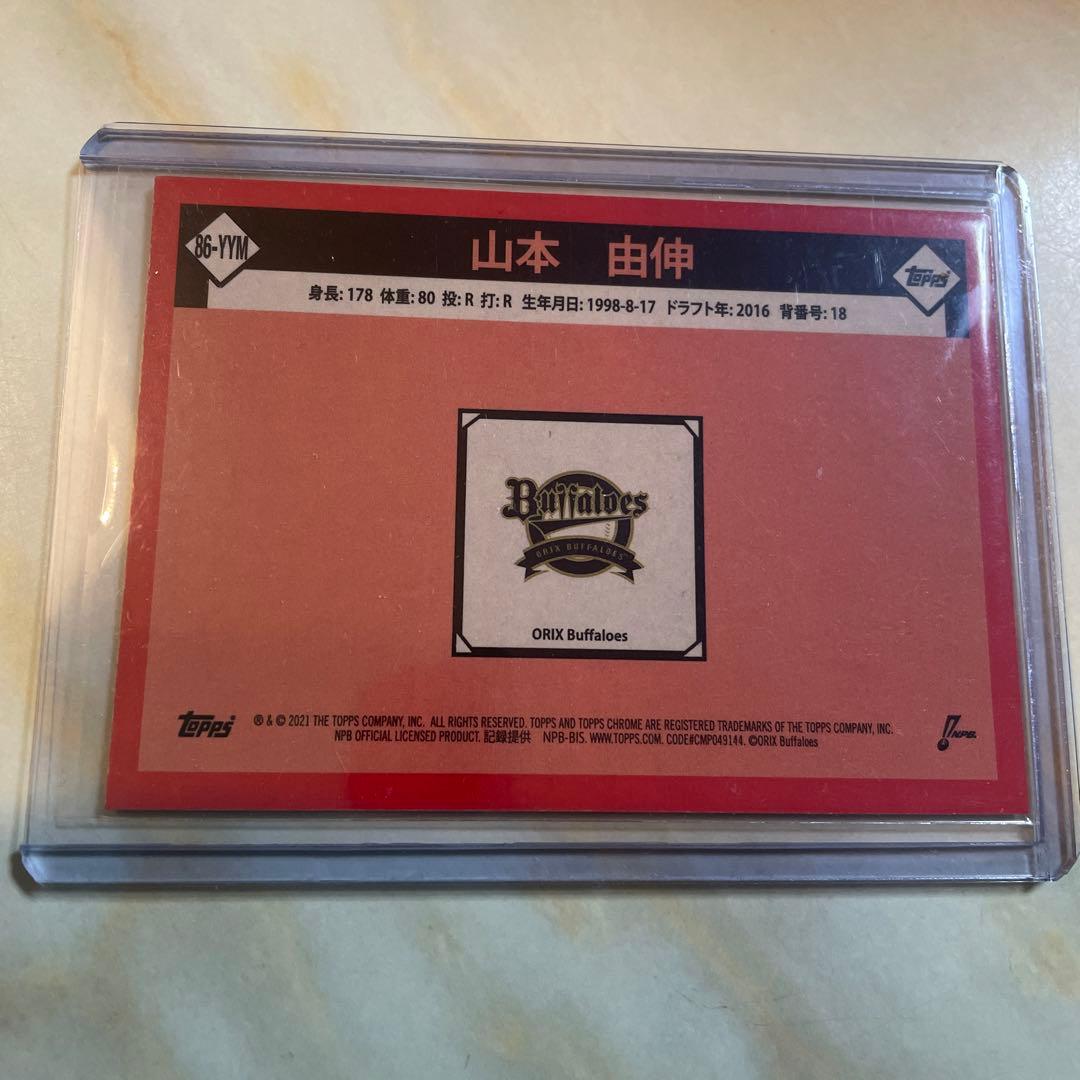 86-YYM
山本 由伸
Topps
身長: 178 体重: 80 投: R 打: R 生年月日: 1998-8-17 ドラフト年: 2016 背番号: 18
Buffaloes
ORIX BUFFALOES
ORIX Buffaloes
Topps
® & © 2021 THE TOPPS COMPANY, INC. ALL RIGHTS RESERVED. TOPPS AND TOPPS CHROME ARE REGISTERED TRADEMARKS OF THE TOPPS COMPANY, INC.
NPB OFFICIAL LICENSED PRODUCT. 記録提供 NPB-BIS. WWW.TOPPS.COM. CODE#CMP049144. ©ORIX Buffaloes
NPB